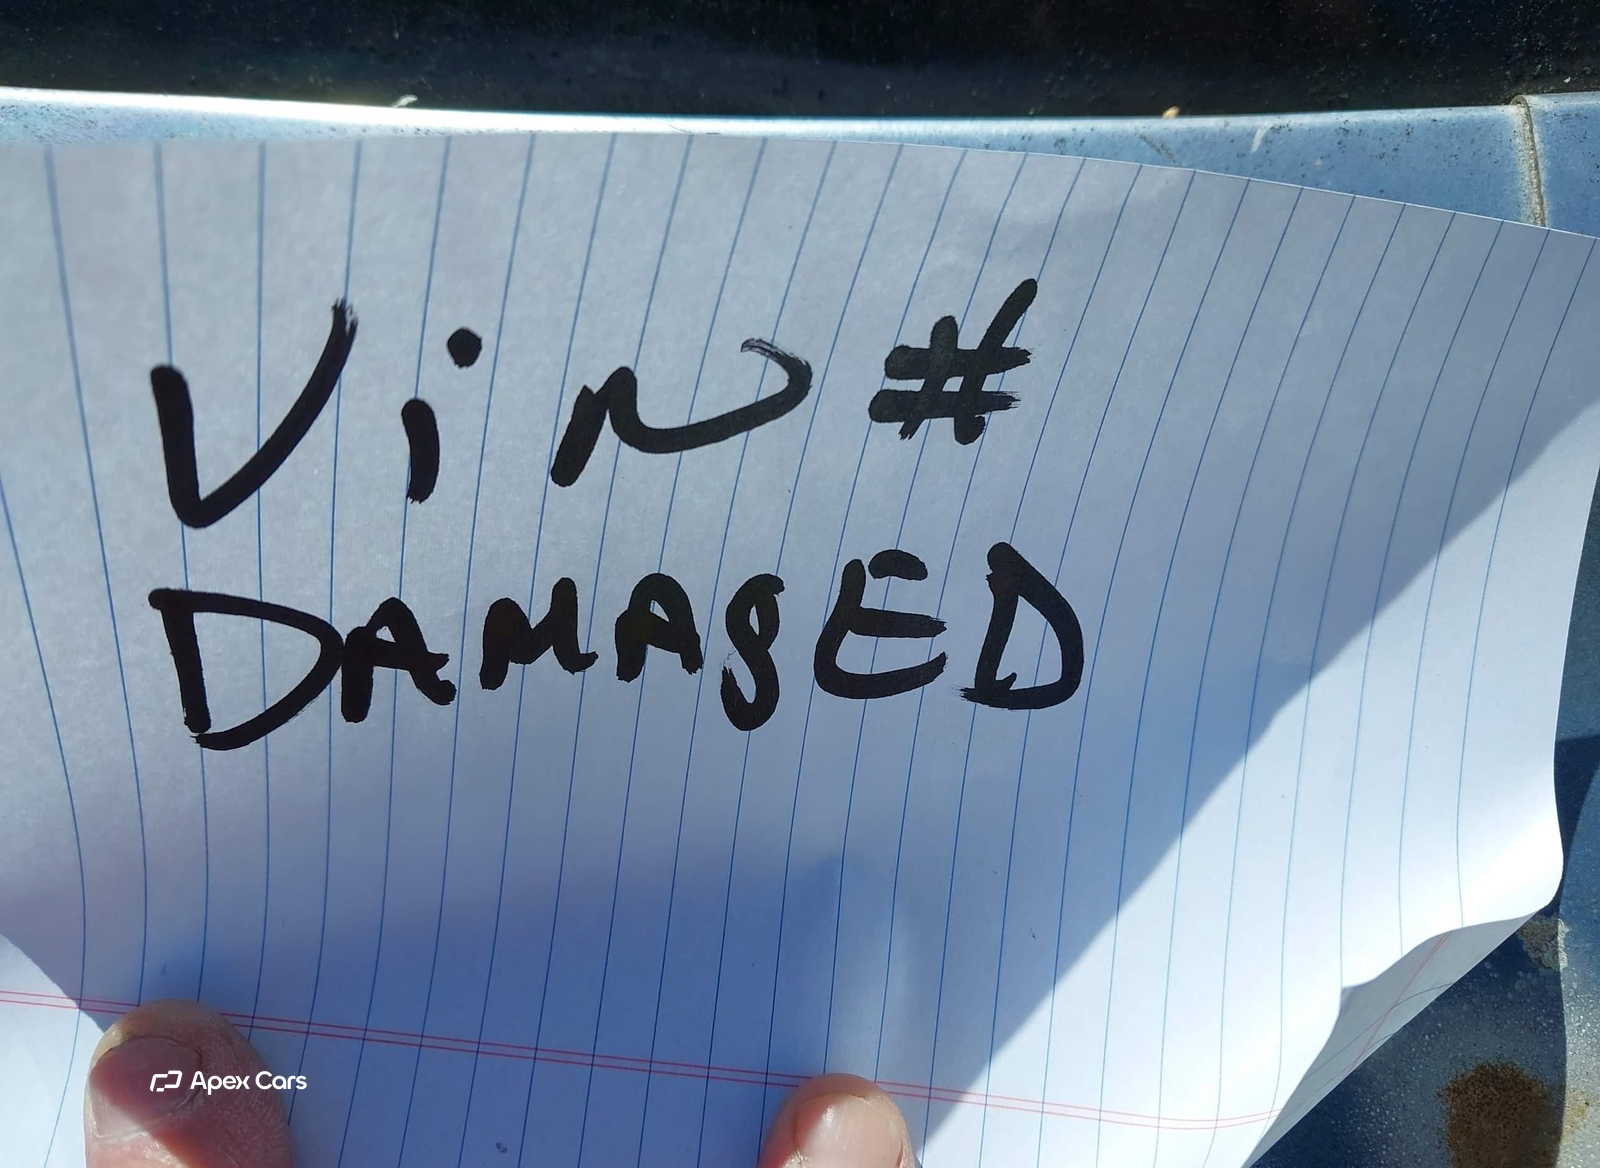 Vin #
DAMAGED
Apex Cars